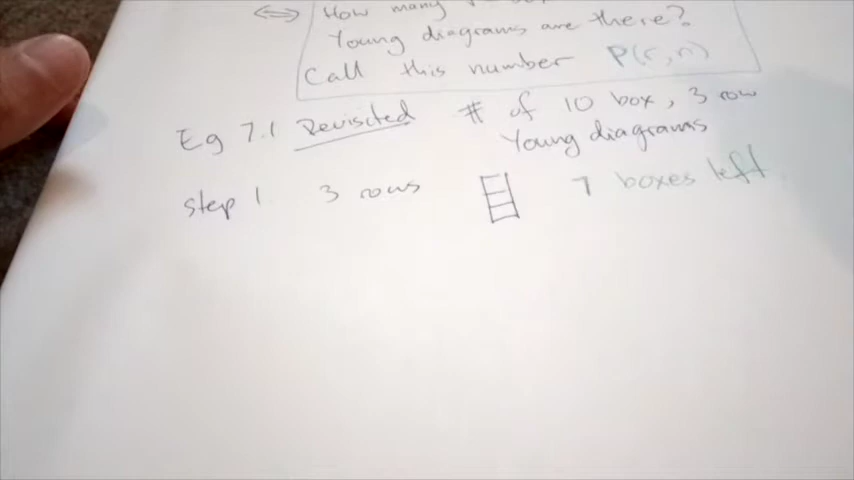 ⟺ How many
Young diagrams are there?
Call this number P(r,n)
Eg 7.1 Revisited # of 10 box, 3 row
Young diagrams
step 1 3 rows 7 boxes left